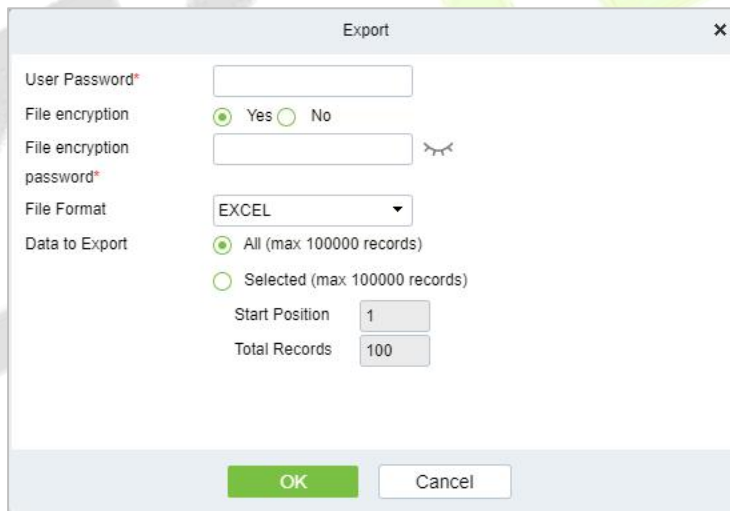 Export
User Password*
File encryption Yes No
File encryption
password*
File Format EXCEL
Data to Export All (max 100000 records)
Selected (max 100000 records)
Start Position 1
Total Records 100
OK Cancel